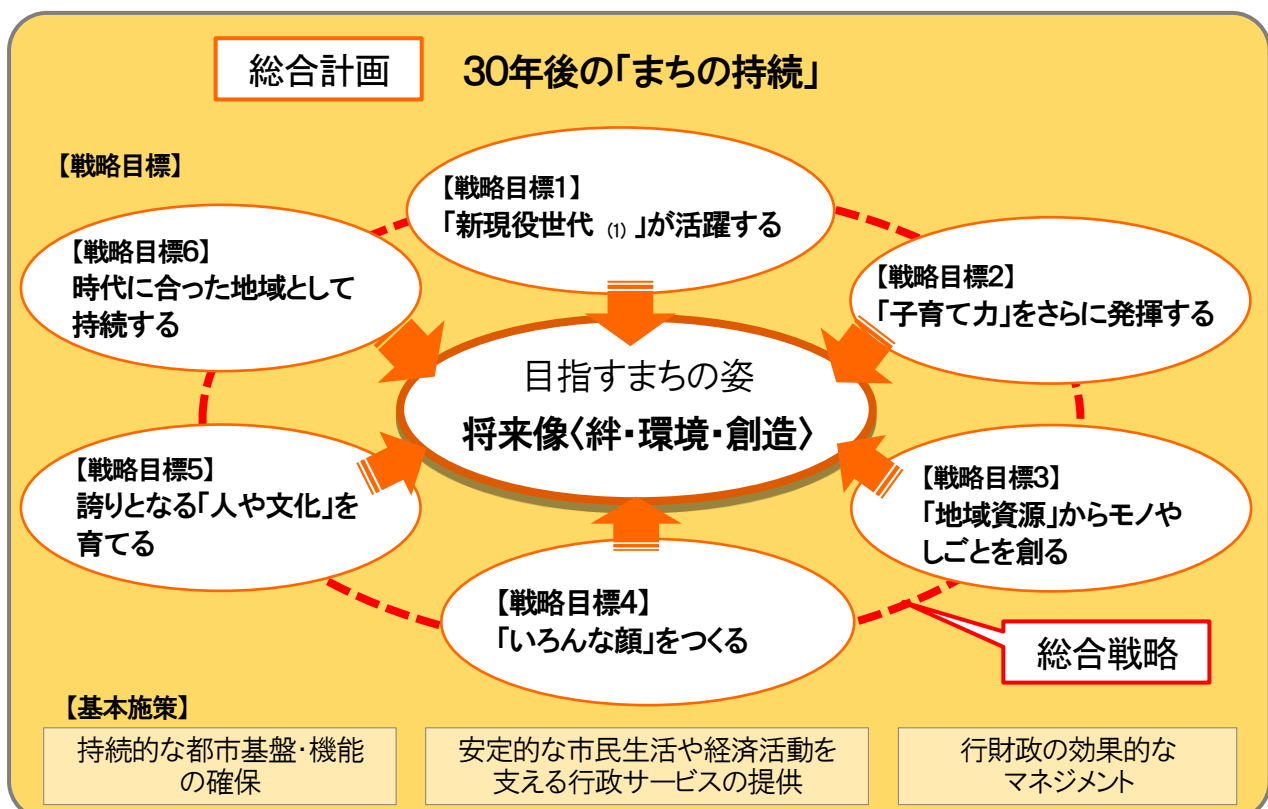 総合計画
30年後の「まちの持続」
【戦略目標】
【戦略目標1】
「新現役世代 (1) 」が活躍する
【戦略目標2】
「子育て力」をさらに発揮する
【戦略目標3】
「地域資源」からモノや
しごとを創る
【戦略目標4】
「いろんな顔」をつくる
【戦略目標5】
誇りとなる「人や文化」を
育てる
【戦略目標6】
時代に合った地域として
持続する
目指すまちの姿
将来像〈絆・環境・創造〉
総合戦略
【基本施策】
持続的な都市基盤・機能
の確保
安定的な市民生活や経済活動を
支える行政サービスの提供
行財政の効果的な
マネジメント